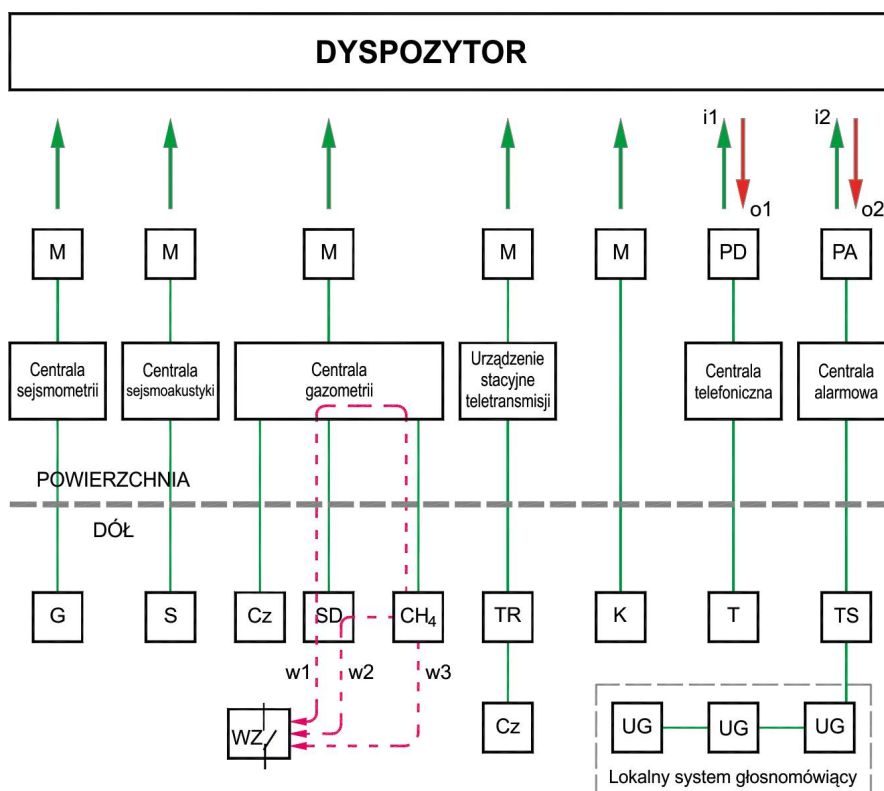 DYSPOZYTOR
i1
i2
o1
o2
M
M
M
M
M
PD
PA
Centrala
sejsmometrii
Centrala
sejsmoakustyki
Centrala
gazometrii
Urządzenie
stacyjne
teletransmisji
Centrala
telefoniczna
Centrala
alarmowa
POWIERZCHNIA
DÓŁ
G
S
Cz
SD
CH₄
TR
K
T
TS
w1
w2
w3
WZ
Cz
UG
UG
UG
Lokalny system głosnomówiący